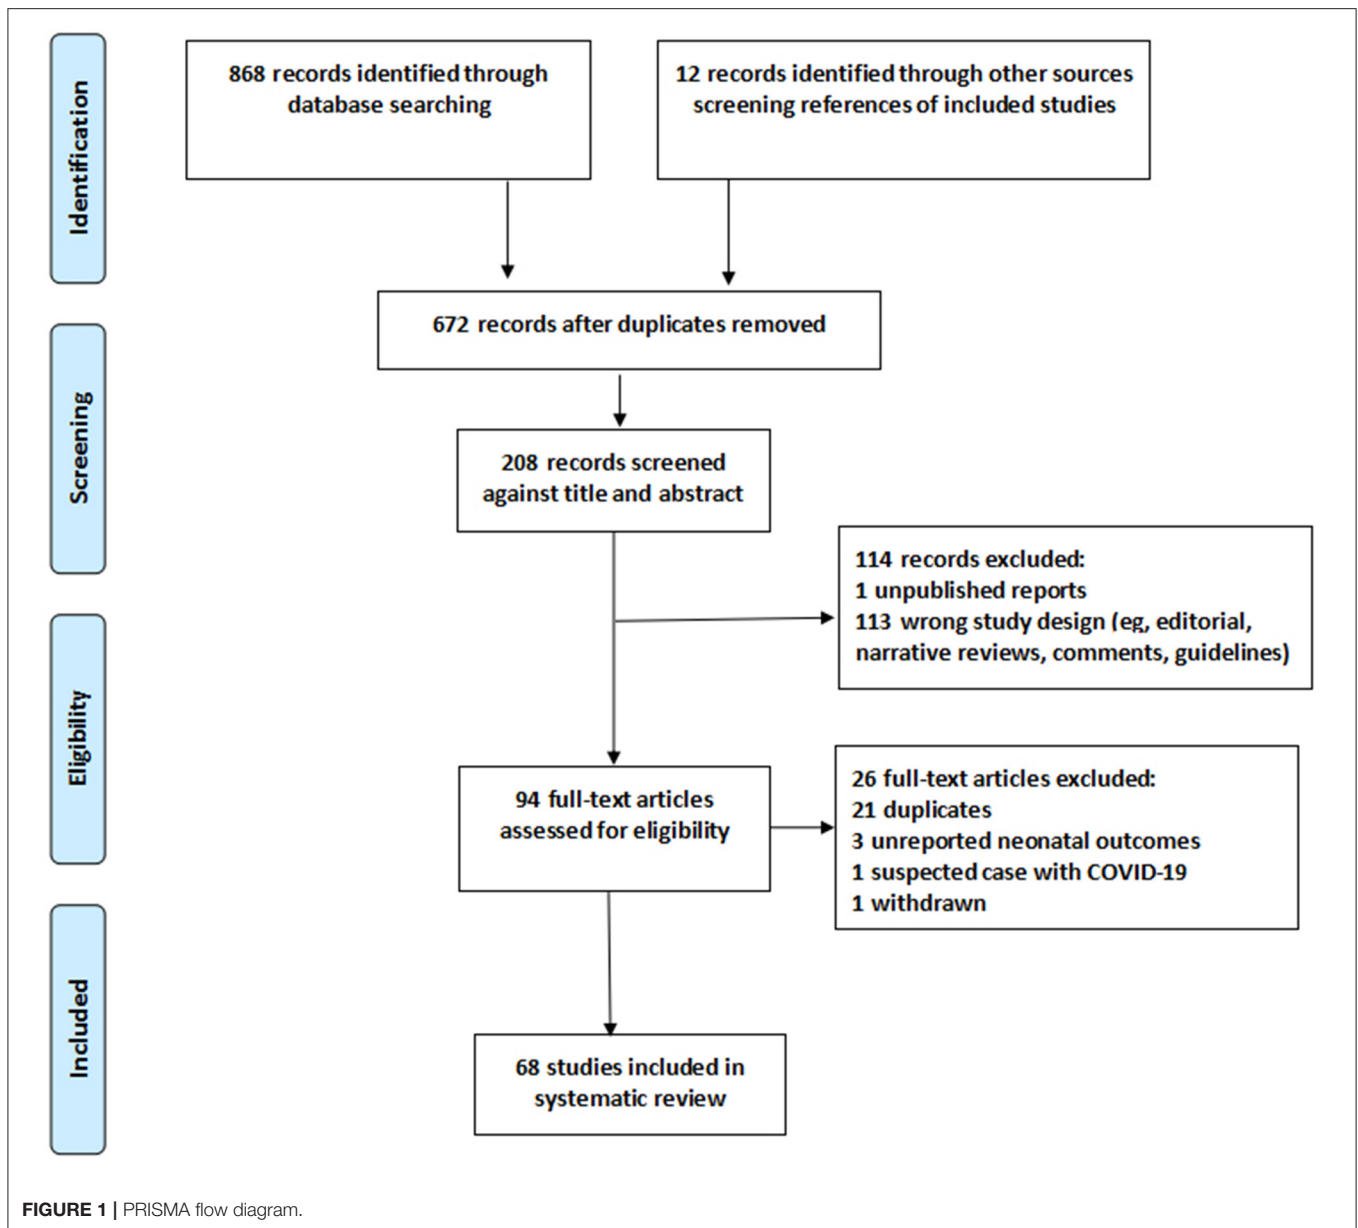 Identification
868 records identified through
database searching
12 records identified through other sources
screening references of included studies
672 records after duplicates removed
Screening
208 records screened
against title and abstract
114 records excluded:
1 unpublished reports
113 wrong study design (eg, editorial,
narrative reviews, comments, guidelines)
Eligibility
94 full-text articles
assessed for eligibility
26 full-text articles excluded:
21 duplicates
3 unreported neonatal outcomes
1 suspected case with COVID-19
1 withdrawn
Included
68 studies included in
systematic review
FIGURE 1 | PRISMA flow diagram.